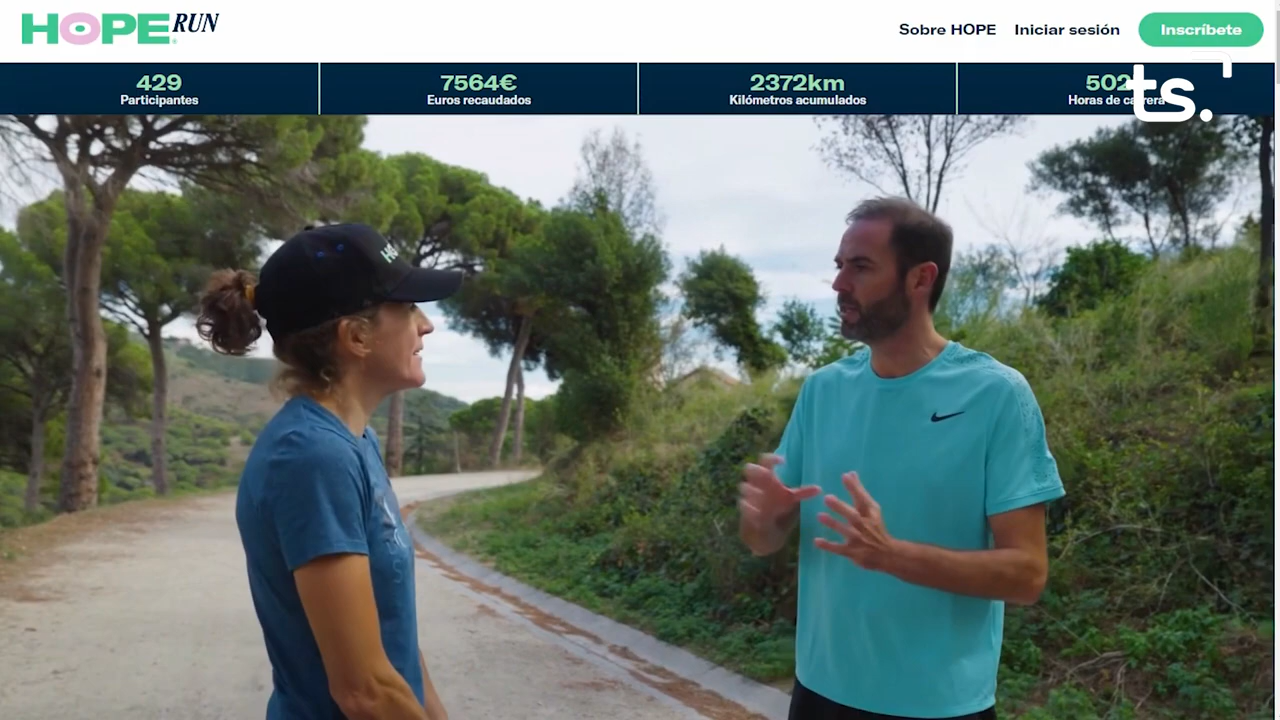 HOPE RUN
Sobre HOPE
Iniciar sesión
Inscríbete
429
Participantes
7564€
Euros recaudados
2372km
Kilómetros acumulados
502
Horas de carrera
ts.